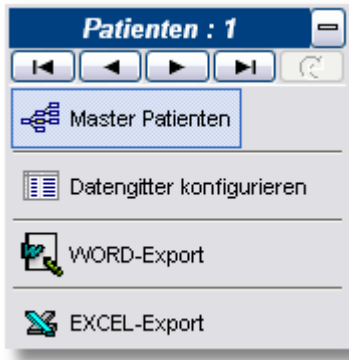 Patienten : 1
Master Patienten
Datengitter konfigurieren
WORD-Export
EXCEL-Export